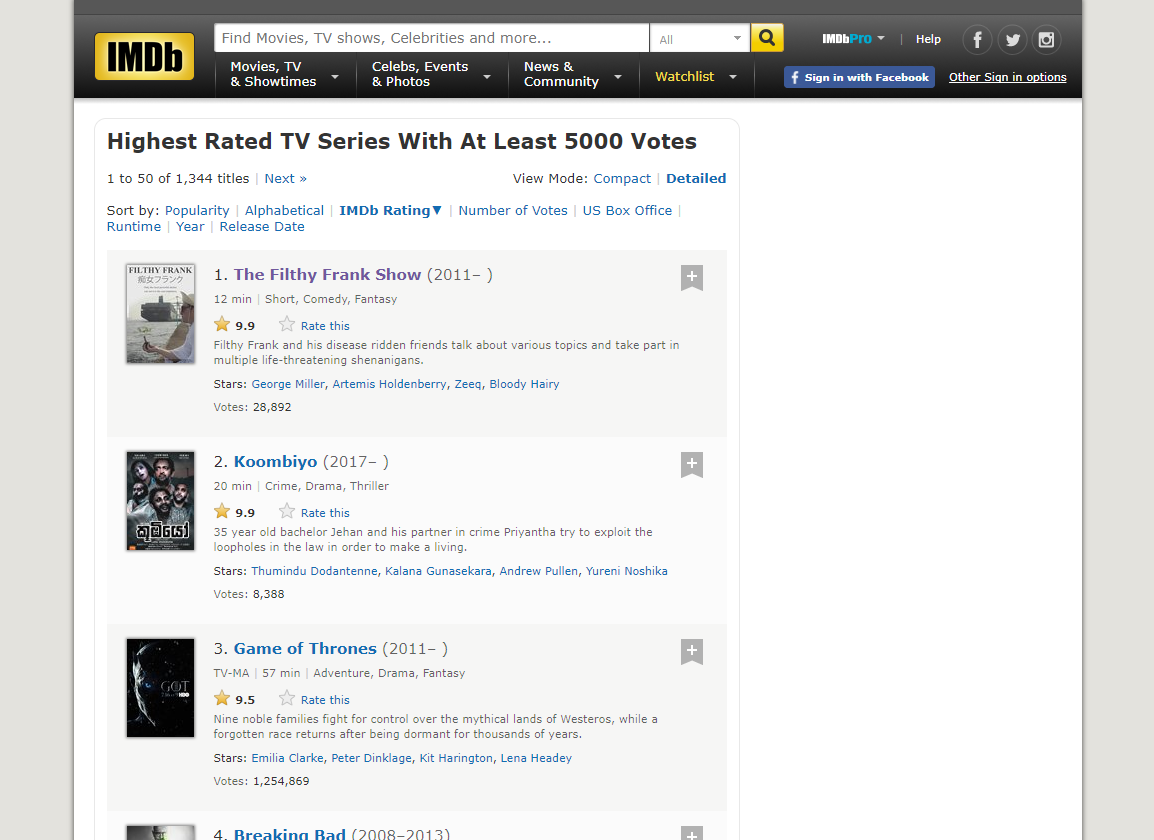 IMDb
Find Movies, TV shows, Celebrities and more...
All
IMDbPro
|
Help
Movies, TV
& Showtimes
Celebs, Events
& Photos
News &
Community
Watchlist
Sign in with Facebook
Other Sign in options
Highest Rated TV Series With At Least 5000 Votes
1 to 50 of 1,344 titles | Next »
View Mode: Compact | Detailed
Sort by: Popularity | Alphabetical | IMDb Rating▼ | Number of Votes | US Box Office |
Runtime | Year | Release Date
FILTHY FRANK
痴女フランク
1. The Filthy Frank Show (2011– )
12 min | Short, Comedy, Fantasy
9.9 Rate this
Filthy Frank and his disease ridden friends talk about various topics and take part in
multiple life-threatening shenanigans.
Stars: George Miller, Artemis Holdenberry, Zeeq, Bloody Hairy
Votes: 28,892
කූඹියෝ
2. Koombiyo (2017– )
20 min | Crime, Drama, Thriller
9.9 Rate this
35 year old bachelor Jehan and his partner in crime Priyantha try to exploit the
loopholes in the law in order to make a living.
Stars: Thumindu Dodantenne, Kalana Gunasekara, Andrew Pullen, Yureni Noshika
Votes: 8,388
GOT
7.16 HBO
3. Game of Thrones (2011– )
TV-MA | 57 min | Adventure, Drama, Fantasy
9.5 Rate this
Nine noble families fight for control over the mythical lands of Westeros, while a
forgotten race returns after being dormant for thousands of years.
Stars: Emilia Clarke, Peter Dinklage, Kit Harington, Lena Headey
Votes: 1,254,869
4. Breaking Bad (2008–2013)